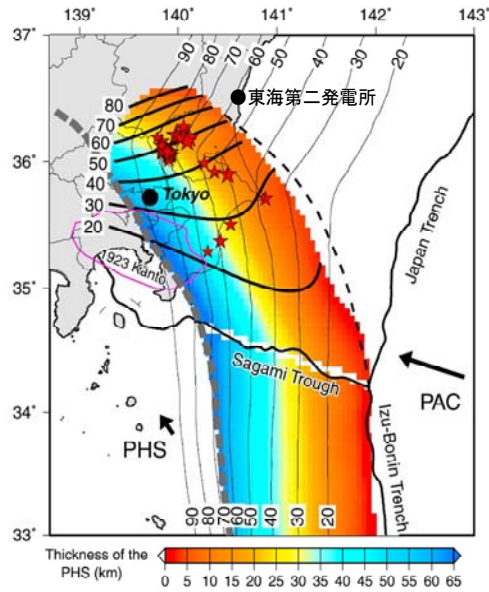 139° 140° 141° 142° 143°
37°
36°
35°
34°
33°
90 80 70 60 50 40 30 20
80
70
60
50
40
30
20
東海第二発電所
Tokyo
1923 Kanto
Japan Trench
Sagami Trough
PAC
PHS
Izu-Bonin Trench
90 80 70 60 50 40 30 20
Thickness of the
PHS (km)
0 5 10 15 20 25 30 35 40 45 50 55 60 65